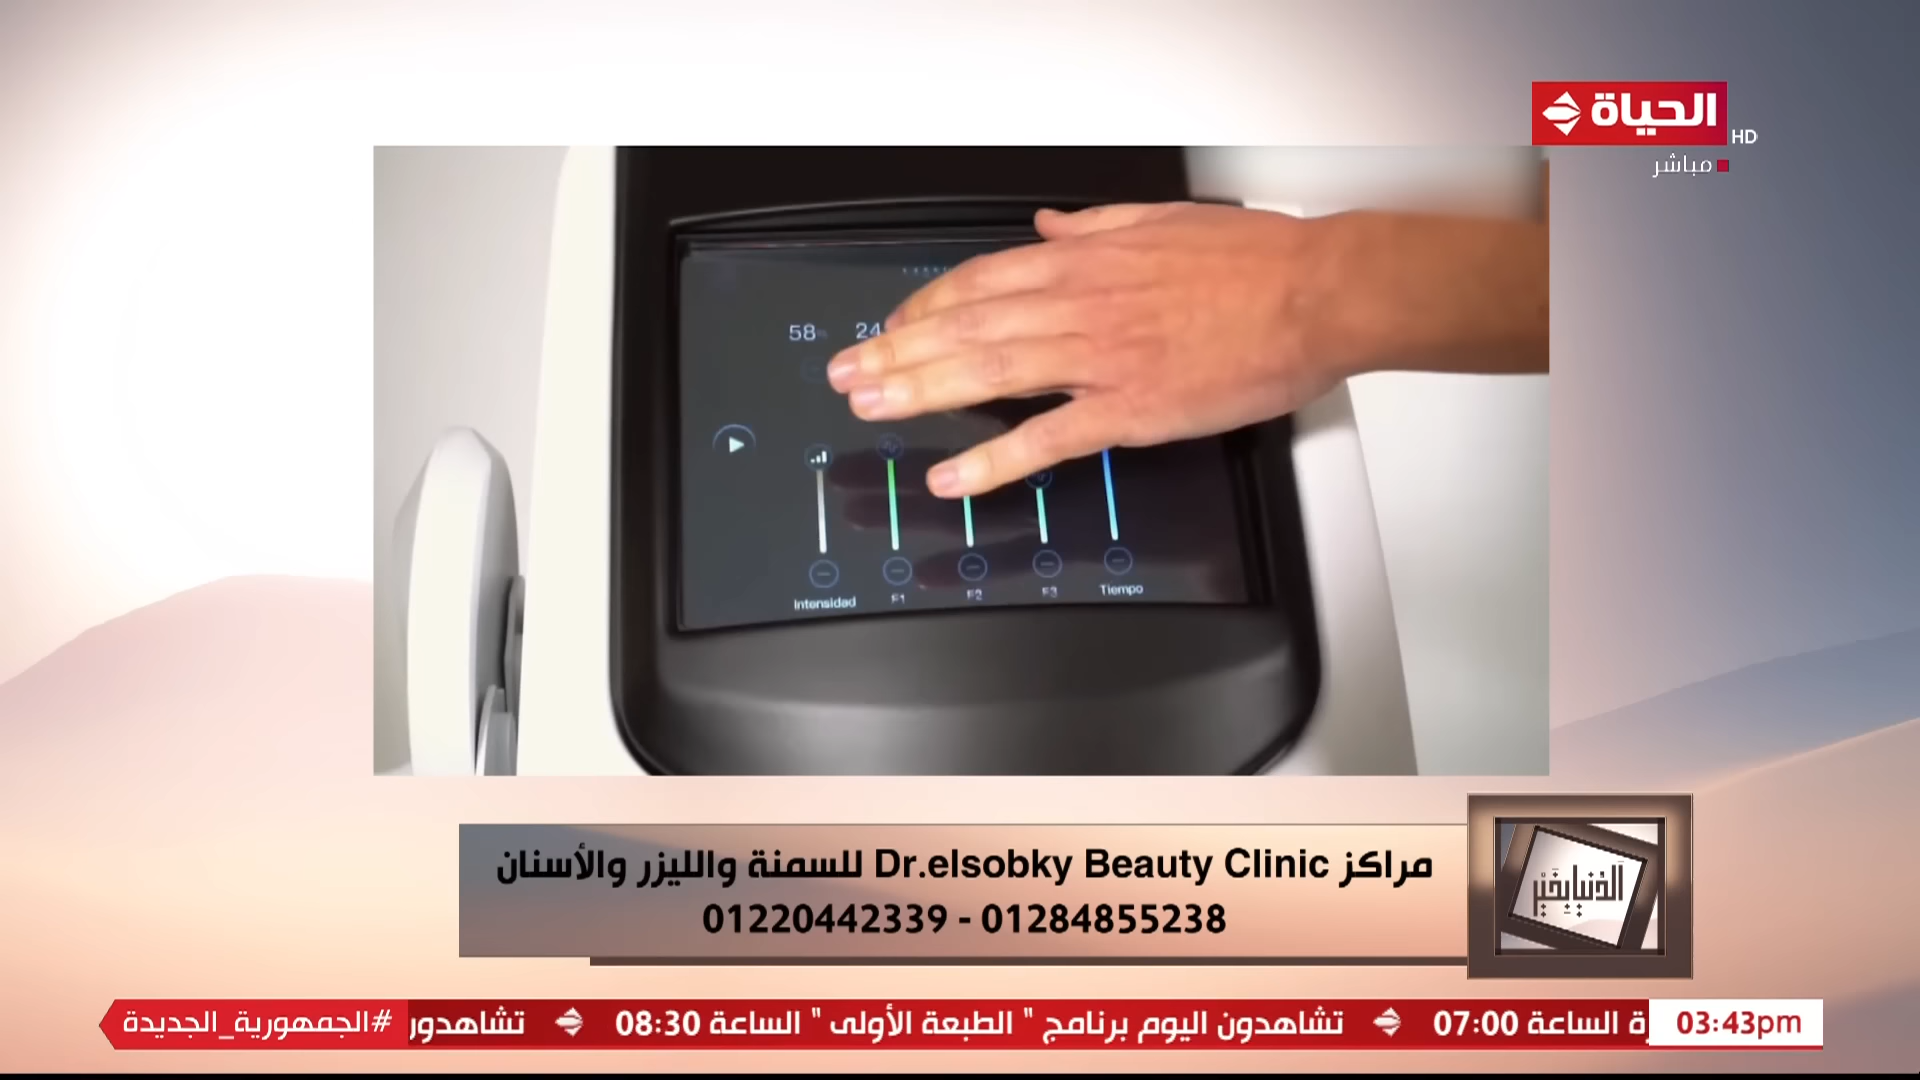 الحياة
HD
مباشر
58
24
Intensidad F1 F2 F3 Tiempo
مراكز Dr.elsobky Beauty Clinic للسمنة والليزر والأسنان
01220442339 - 01284855238
الدنيا بخير
03:43pm
ة الساعة 07:00 تشاهدون اليوم برنامج " الطبعة الأولى " الساعة 08:30 تشاهدون
#الجمهورية_الجديدة